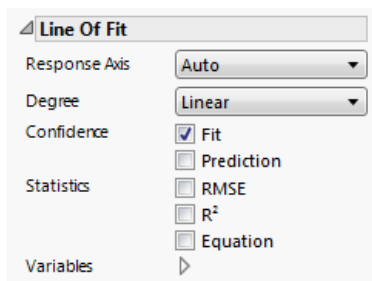 Line Of Fit
Response Axis Auto
Degree Linear
Confidence Fit
Prediction
Statistics RMSE
R²
Equation
Variables